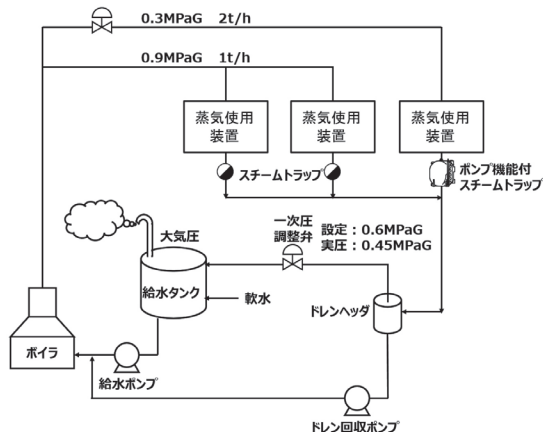 0.3MPaG 2t/h
0.9MPaG 1t/h
蒸気使用
装置
蒸気使用
装置
蒸気使用
装置
スチームトラップ
ポンプ機能付
スチームトラップ
大気圧
一次圧
調整弁
設定：0.6MPaG
実圧：0.45MPaG
給水タンク
軟水
ドレンヘッダ
ボイラ
給水ポンプ
ドレン回収ポンプ